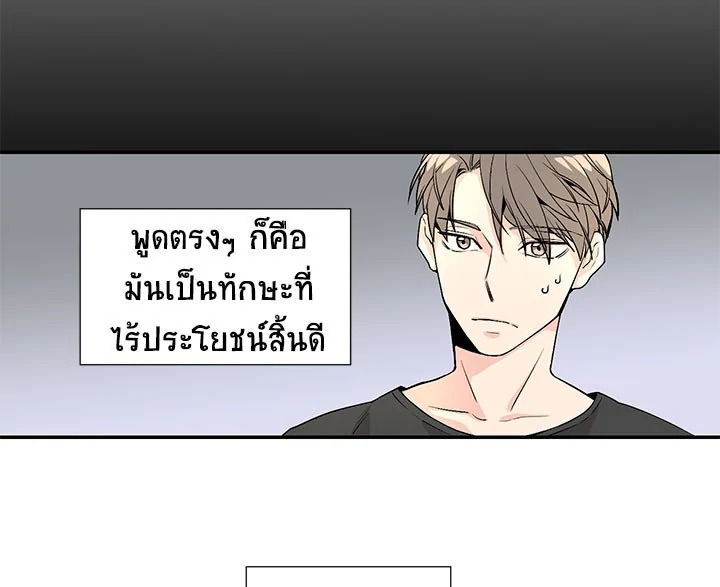 พูดตรงๆ ก็คือ
มันเป็นทักษะที่
ไร้ประโยชน์สิ้นดี